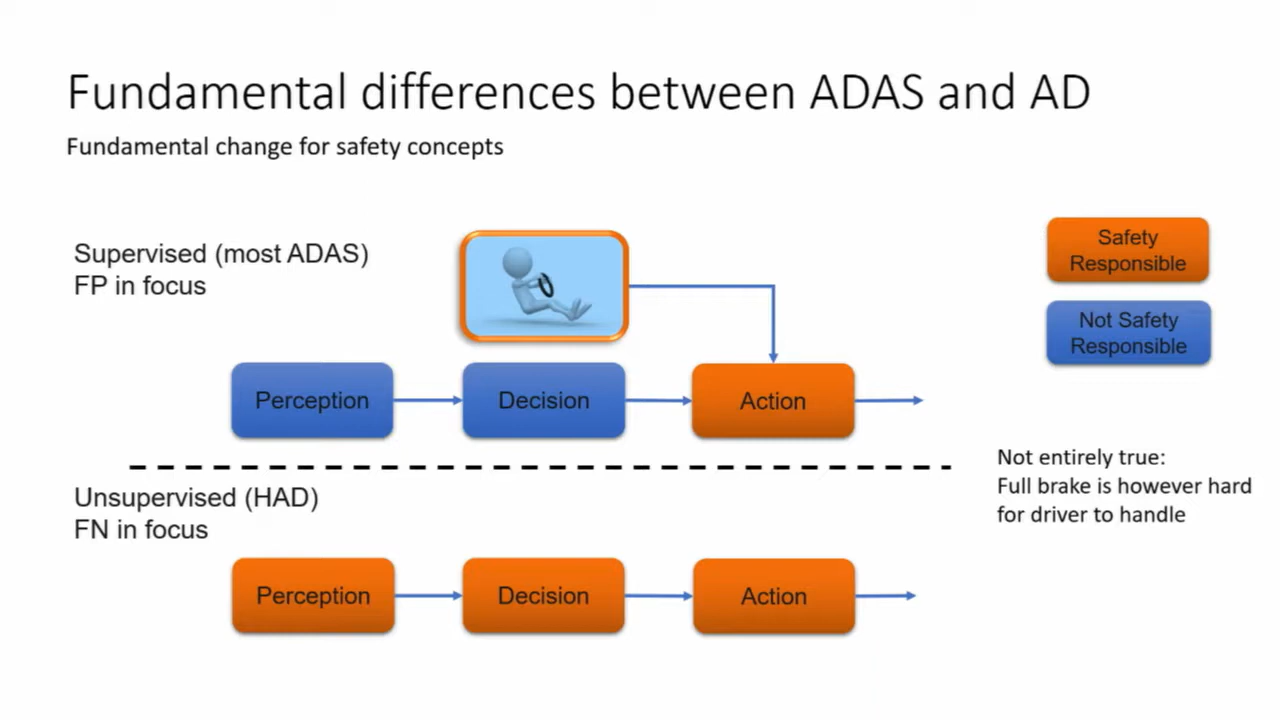 Fundamental differences between ADAS and AD
Fundamental change for safety concepts
Supervised (most ADAS)
FP in focus
Safety
Responsible
Not Safety
Responsible
Perception
Decision
Action
Not entirely true:
Full brake is however hard
for driver to handle
Unsupervised (HAD)
FN in focus
Perception
Decision
Action